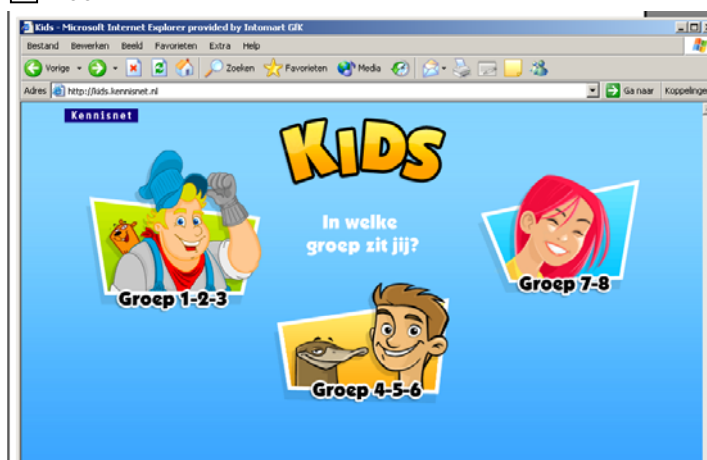 Kids - Microsoft Internet Explorer provided by Intomart GfK
Bestand Bewerken Beeld Favorieten Extra Help
Vorige Zoeken Favorieten Media
Adres http://kids.kennisnet.nl Ga naar Koppelinge
Kennisnet
KIDS
In welke
groep zit jij?
Groep 1-2-3
Groep 7-8
Groep 4-5-6